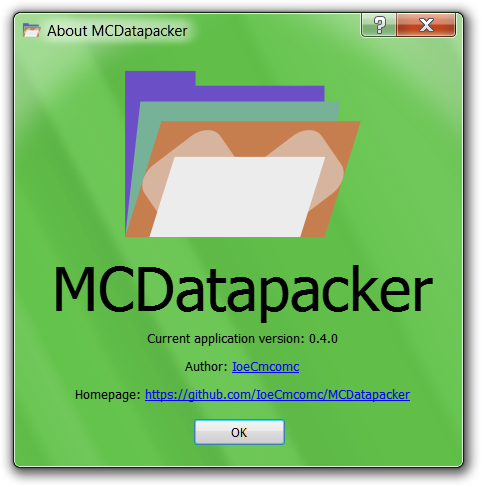 About MCDatapacker
?
MCDatapacker
Current application version: 0.4.0
Author: IoeCmcomc
Homepage: https://github.com/IoeCmcomc/MCDatapacker
OK